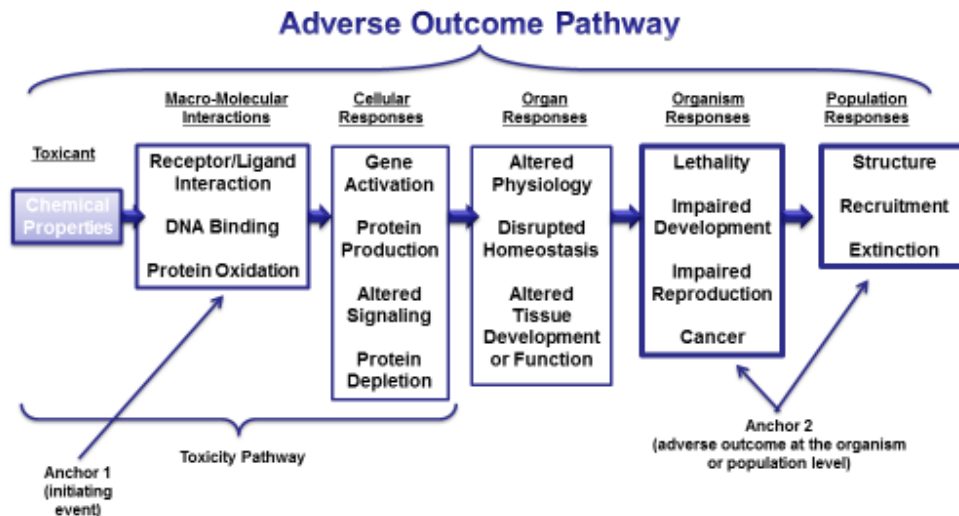 Adverse Outcome Pathway
Toxicant
Chemical
Properties
Macro-Molecular
Interactions
Receptor/Ligand
Interaction
DNA Binding
Protein Oxidation
Cellular
Responses
Gene
Activation
Protein
Production
Altered
Signaling
Protein
Depletion
Organ
Responses
Altered
Physiology
Disrupted
Homeostasis
Altered
Tissue
Development
or Function
Organism
Responses
Lethality
Impaired
Development
Impaired
Reproduction
Cancer
Population
Responses
Structure
Recruitment
Extinction
Toxicity Pathway
Anchor 1
(initiating
event)
Anchor 2
(adverse outcome at the organism
or population level)